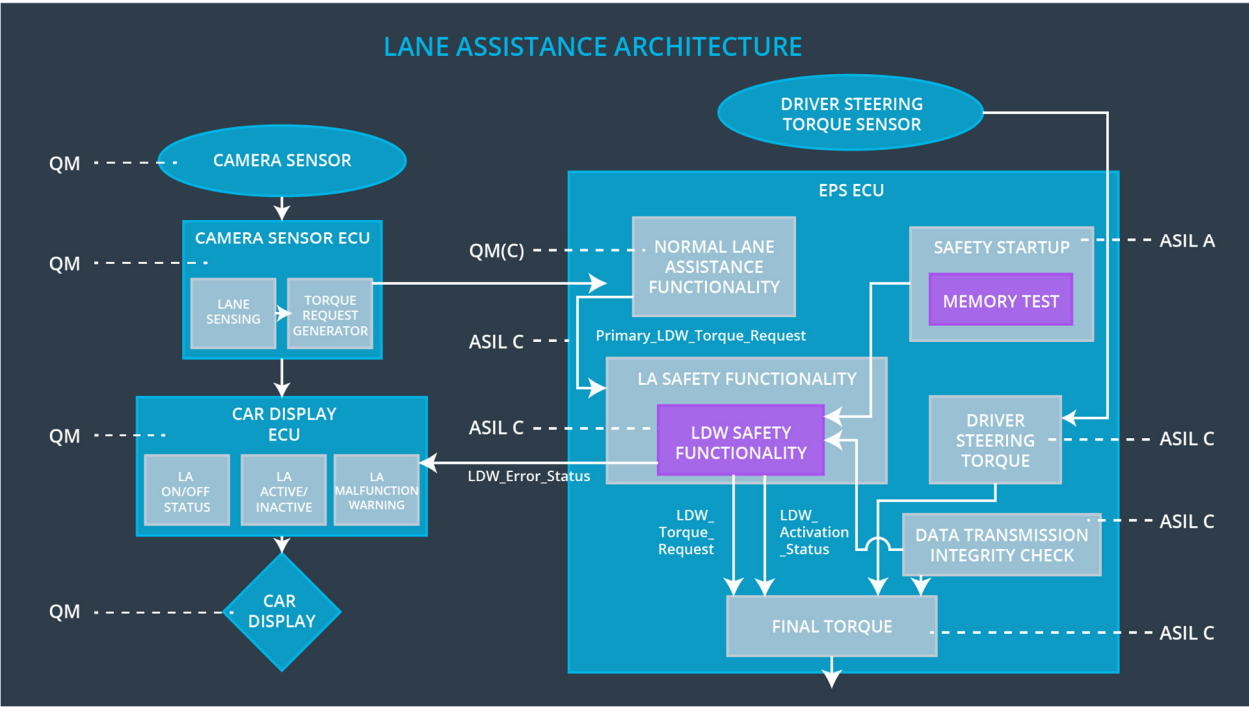 LANE ASSISTANCE ARCHITECTURE
DRIVER STEERING
TORQUE SENSOR
QM
CAMERA SENSOR
EPS ECU
CAMERA SENSOR ECU
QM
LANE
SENSING
TORQUE
REQUEST
GENERATOR
QM(C)
NORMAL LANE
ASSISTANCE
FUNCTIONALITY
SAFETY STARTUP
ASIL A
MEMORY TEST
ASIL C
Primary_LDW_Torque_Request
LA SAFETY FUNCTIONALITY
ASIL C
LDW SAFETY
FUNCTIONALITY
DRIVER
STEERING
TORQUE
ASIL C
CAR DISPLAY
ECU
QM
LA
ON/OFF
STATUS
LA
ACTIVE/
INACTIVE
LA
MALFUNCTION
WARNING
LDW_Error_Status
LDW_
Torque_
Request
LDW_
Activation
_Status
DATA TRANSMISSION
INTEGRITY CHECK
ASIL C
QM
CAR
DISPLAY
FINAL TORQUE
ASIL C